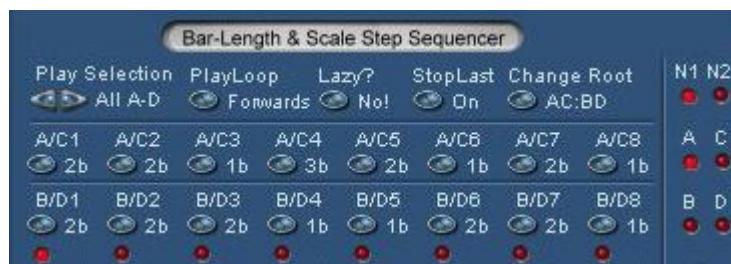 Bar-Length & Scale Step Sequencer
Play Selection PlayLoop Lazy? StopLast Change Root N1 N2
All A-D Forwards No! On AC:BD
A/C1 A/C2 A/C3 A/C4 A/C5 A/C6 A/C7 A/C8 A C
2b 2b 1b 3b 2b 1b 2b 1b
B/D1 B/D2 B/D3 B/D4 B/D5 B/D6 B/D7 B/D8 B D
2b 2b 2b 1b 1b 2b 2b 1b